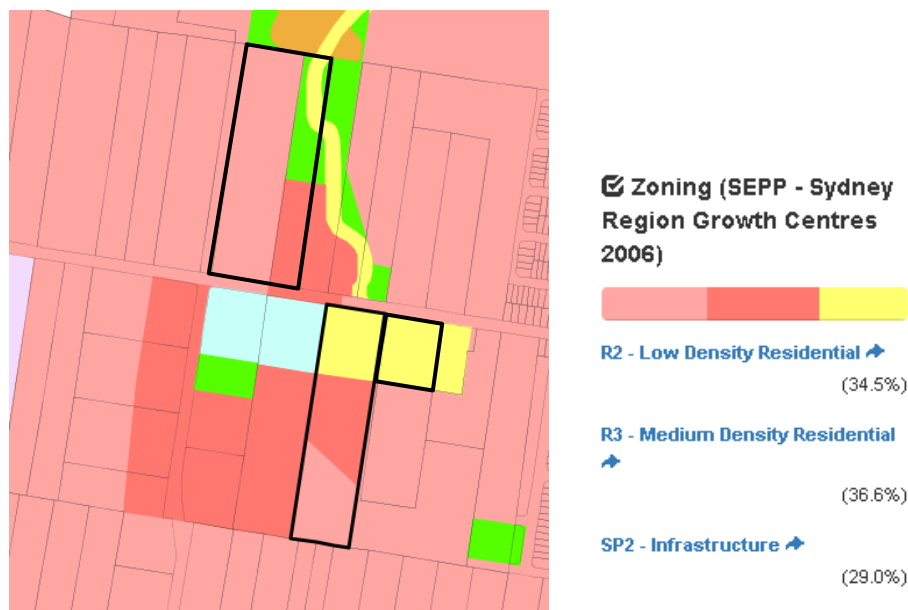 Zoning (SEPP - Sydney
Region Growth Centres
2006)
R2 - Low Density Residential
(34.5%)
R3 - Medium Density Residential
(36.6%)
SP2 - Infrastructure
(29.0%)